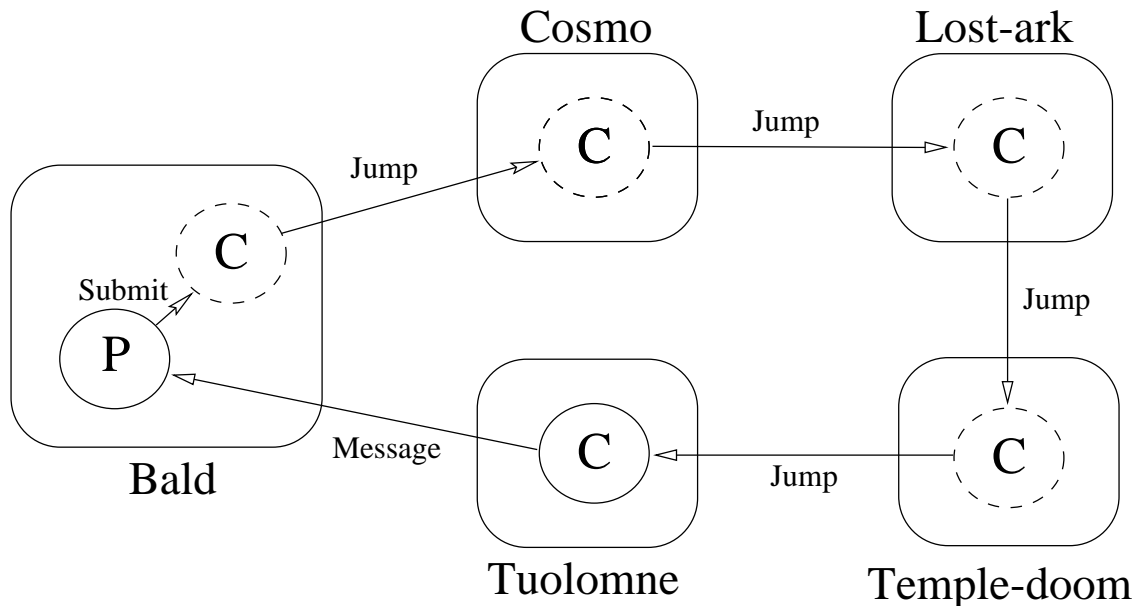 Cosmo
Lost-ark
C
Jump
C
Jump
C
Submit
Jump
P
C
Message
C
Jump
Bald
Tuolomne
Temple-doom